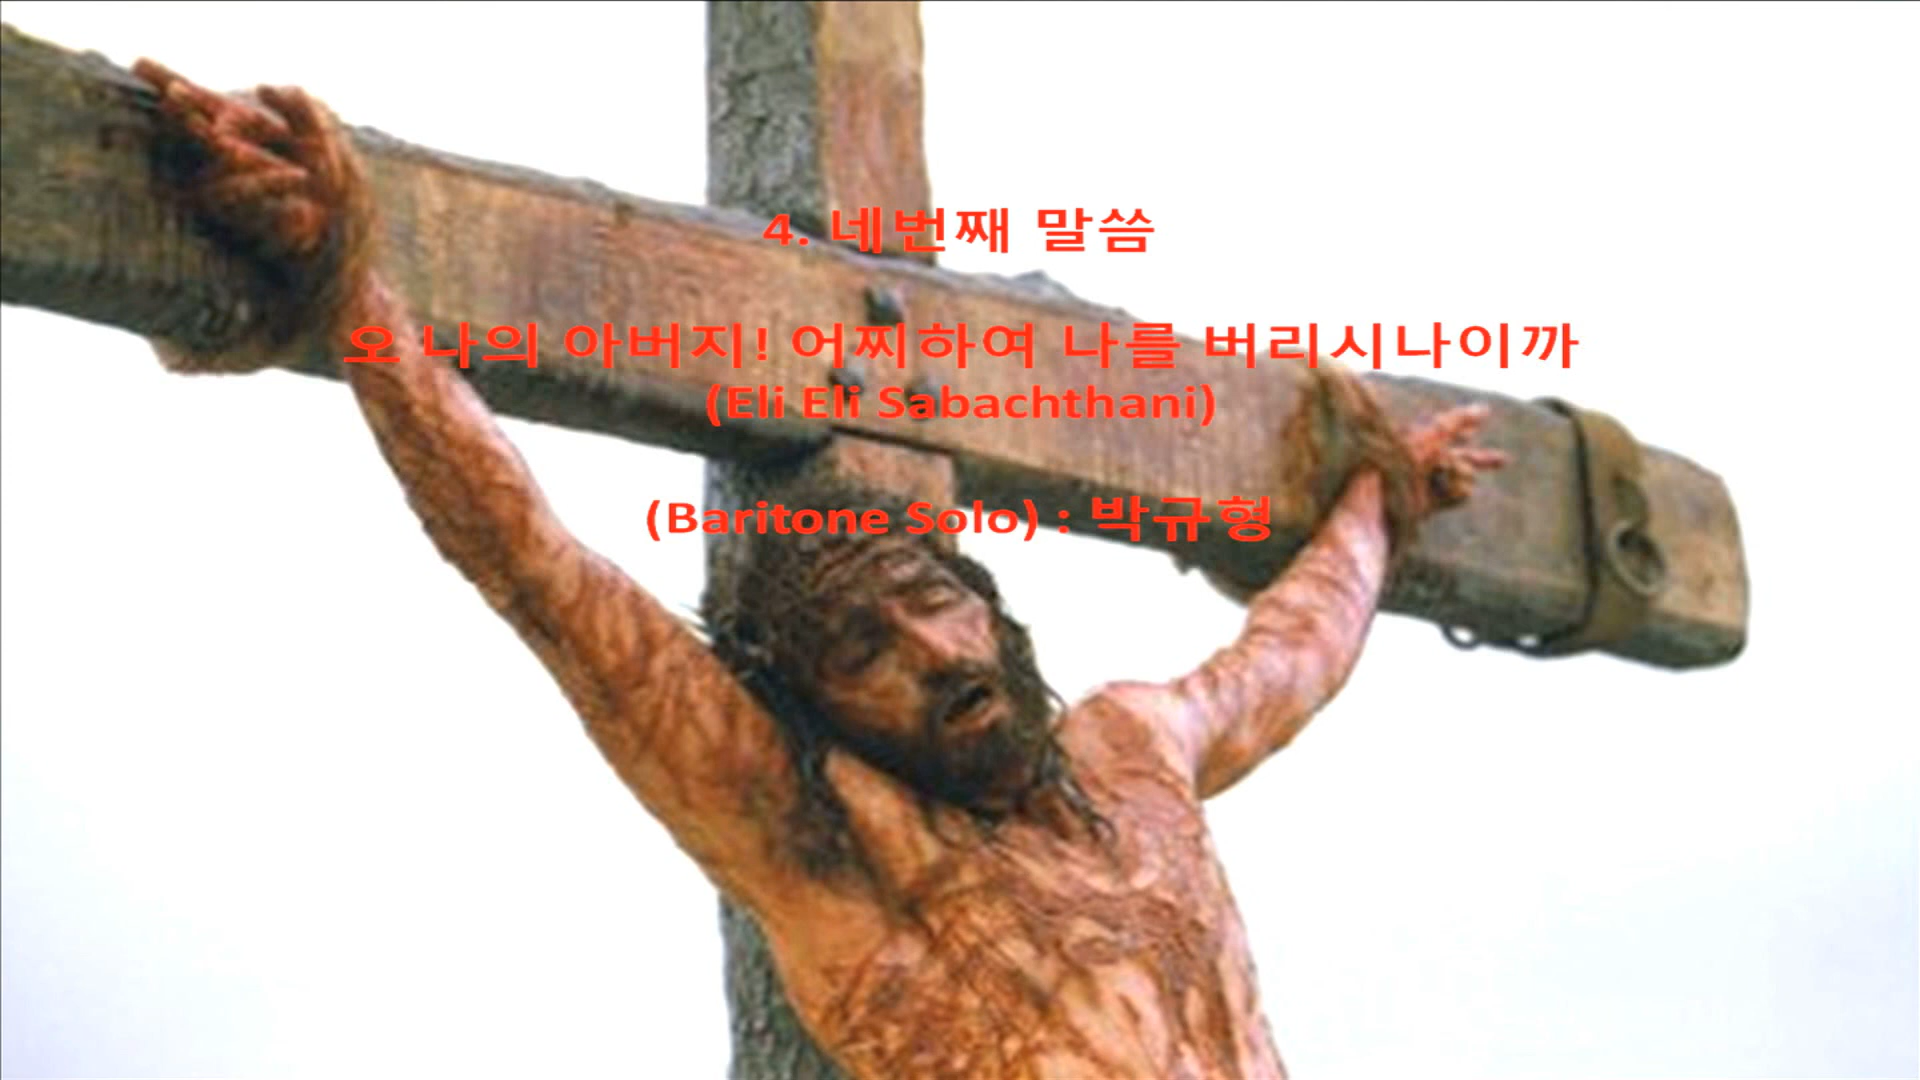 4. 네번째 말씀
오 나의 아버지! 어찌하여 나를 버리시나이까
(Eli Eli Sabachthani)
(Baritone Solo) : 박규형